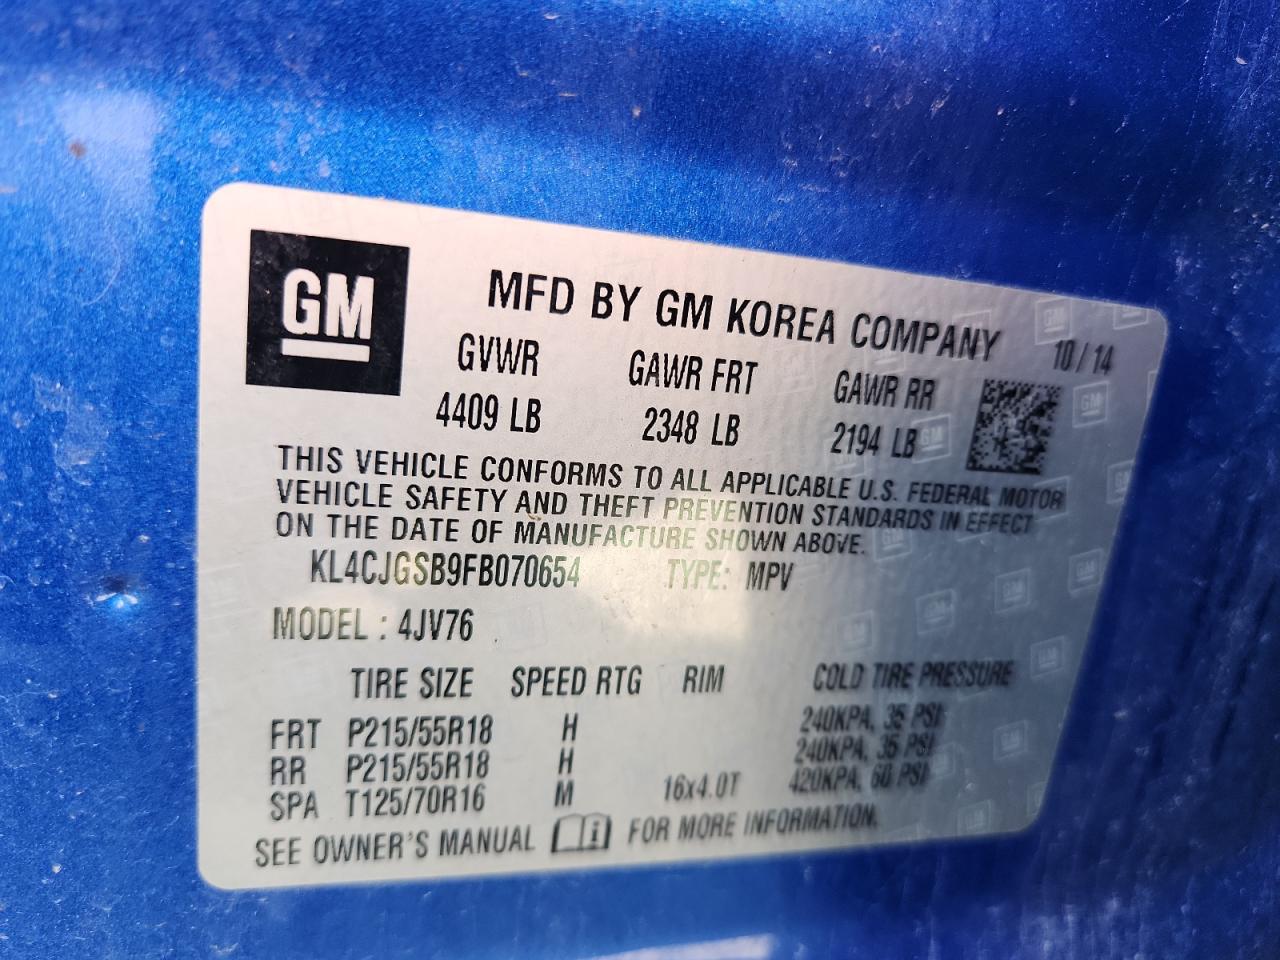 GM
MFD BY GM KOREA COMPANY 10/14
GVWR GAWR FRT GAWR RR
4409 LB 2348 LB 2194 LB
THIS VEHICLE CONFORMS TO ALL APPLICABLE U.S. FEDERAL MOTOR
VEHICLE SAFETY AND THEFT PREVENTION STANDARDS IN EFFECT
ON THE DATE OF MANUFACTURE SHOWN ABOVE.
KL4CJGSB9FB070654 TYPE: MPV
MODEL : 4JV76
TIRE SIZE SPEED RTG RIM COLD TIRE PRESSURE
FRT P215/55R18 H 240KPA, 35 PSI
RR P215/55R18 H 240KPA, 35 PSI
SPA T125/70R16 M 16x4.0T 420KPA, 60 PSI
SEE OWNER'S MANUAL i FOR MORE INFORMATION.